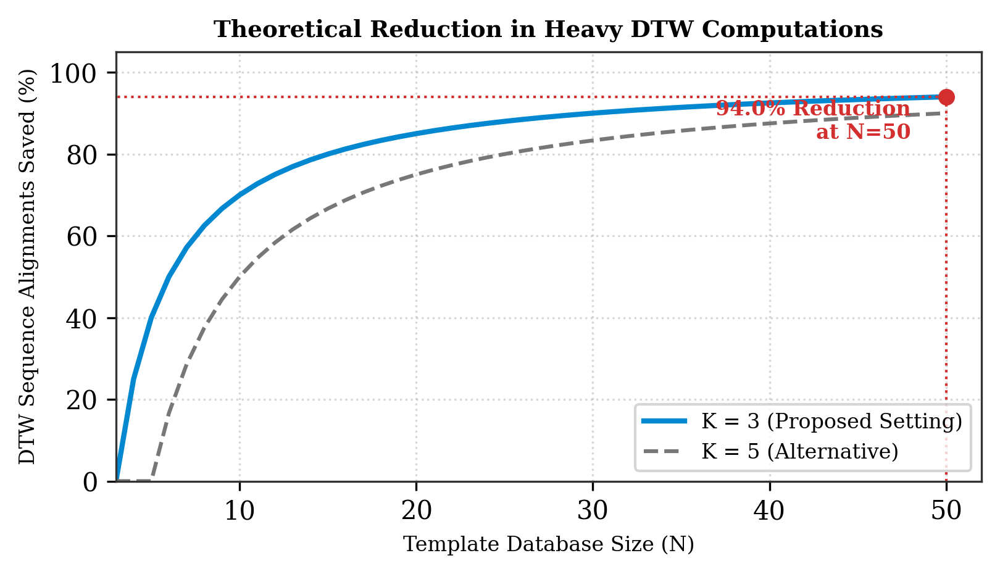 Theoretical Reduction in Heavy DTW Computations
DTW Sequence Alignments Saved (%)
100
80
60
40
20
0
94.0% Reduction
at N=50
K = 3 (Proposed Setting)
K = 5 (Alternative)
10
20
30
40
50
Template Database Size (N)